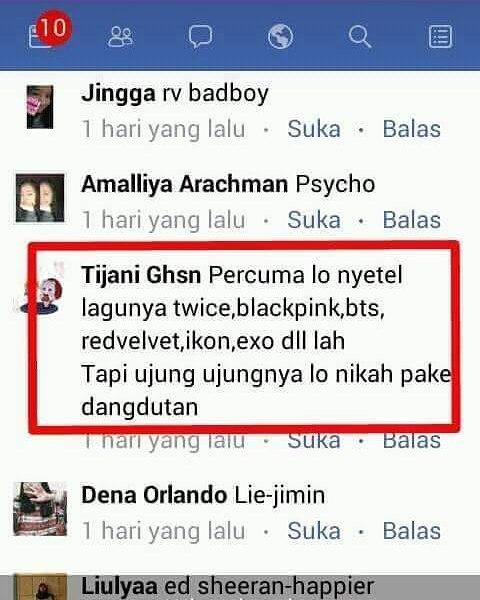 10
Jingga rv badboy
1 hari yang lalu · Suka · Balas
Amalliya Arachman Psycho
1 hari yang lalu · Suka · Balas
Tijani Ghsn Percuma lo nyetel
lagunya twice,blackpink,bts,
redvelvet,ikon,exo dll lah
Tapi ujung ujungnya lo nikah pake
dangdutan
1 hari yang lalu · Suka · Balas
Dena Orlando Lie-jimin
1 hari yang lalu · Suka · Balas
Liulyaa ed sheeran-happier